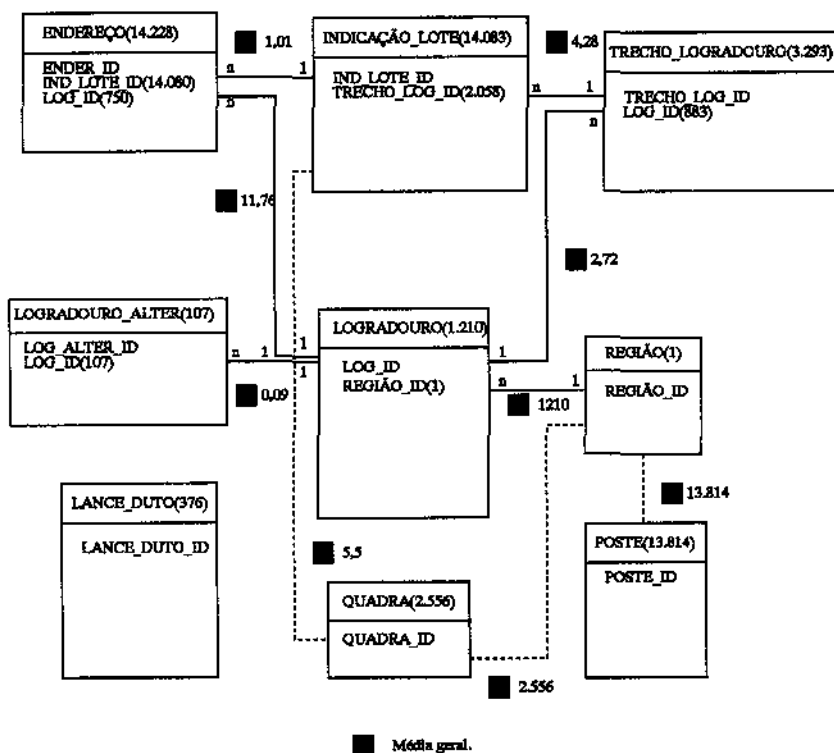 ENDEREÇO(14.228)
ENDER_ID
IND_LOTE_ID(14.080)
LOG_ID(750)
1,01
n
1
n
INDICAÇÃO_LOTE(14.083)
IND_LOTE_ID
TRECHO_LOG_ID(2.058)
4,28
n
1
n
TRECHO_LOGRADOURO(3.293)
TRECHO_LOG_ID
LOG_ID(883)
11,76
2,72
LOGRADOURO_ALTER(107)
LOG_ALTER_ID
LOG_ID(107)
n
1
1
1
0,09
LOGRADOURO(1.210)
LOG_ID
REGIÃO_ID(1)
1
n
1
1210
REGIÃO(1)
REGIÃO_ID
13.814
LANCE_DUTO(376)
LANCE_DUTO_ID
5,5
QUADRA(2.556)
QUADRA_ID
2.556
POSTE(13.814)
POSTE_ID
Média geral.